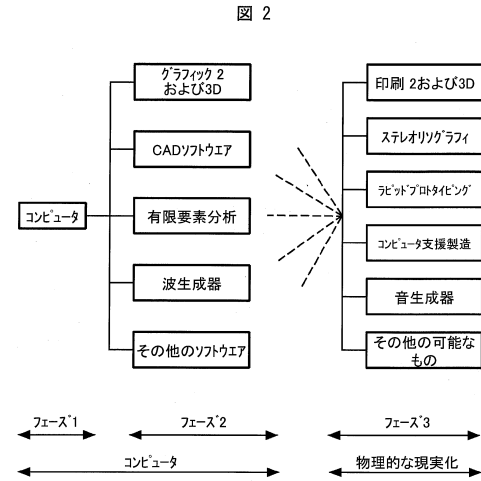 図 2
グラフィック 2
および3D
CADソフトウエア
コンピュータ
有限要素分析
波生成器
その他のソフトウエア
印刷 2および3D
ステレオリソグラフィ
ラピッドプロトタイピング
コンピュータ支援製造
音生成器
その他の可能な
もの
フェーズ1
フェーズ2
フェーズ3
コンピュータ
物理的な現実化